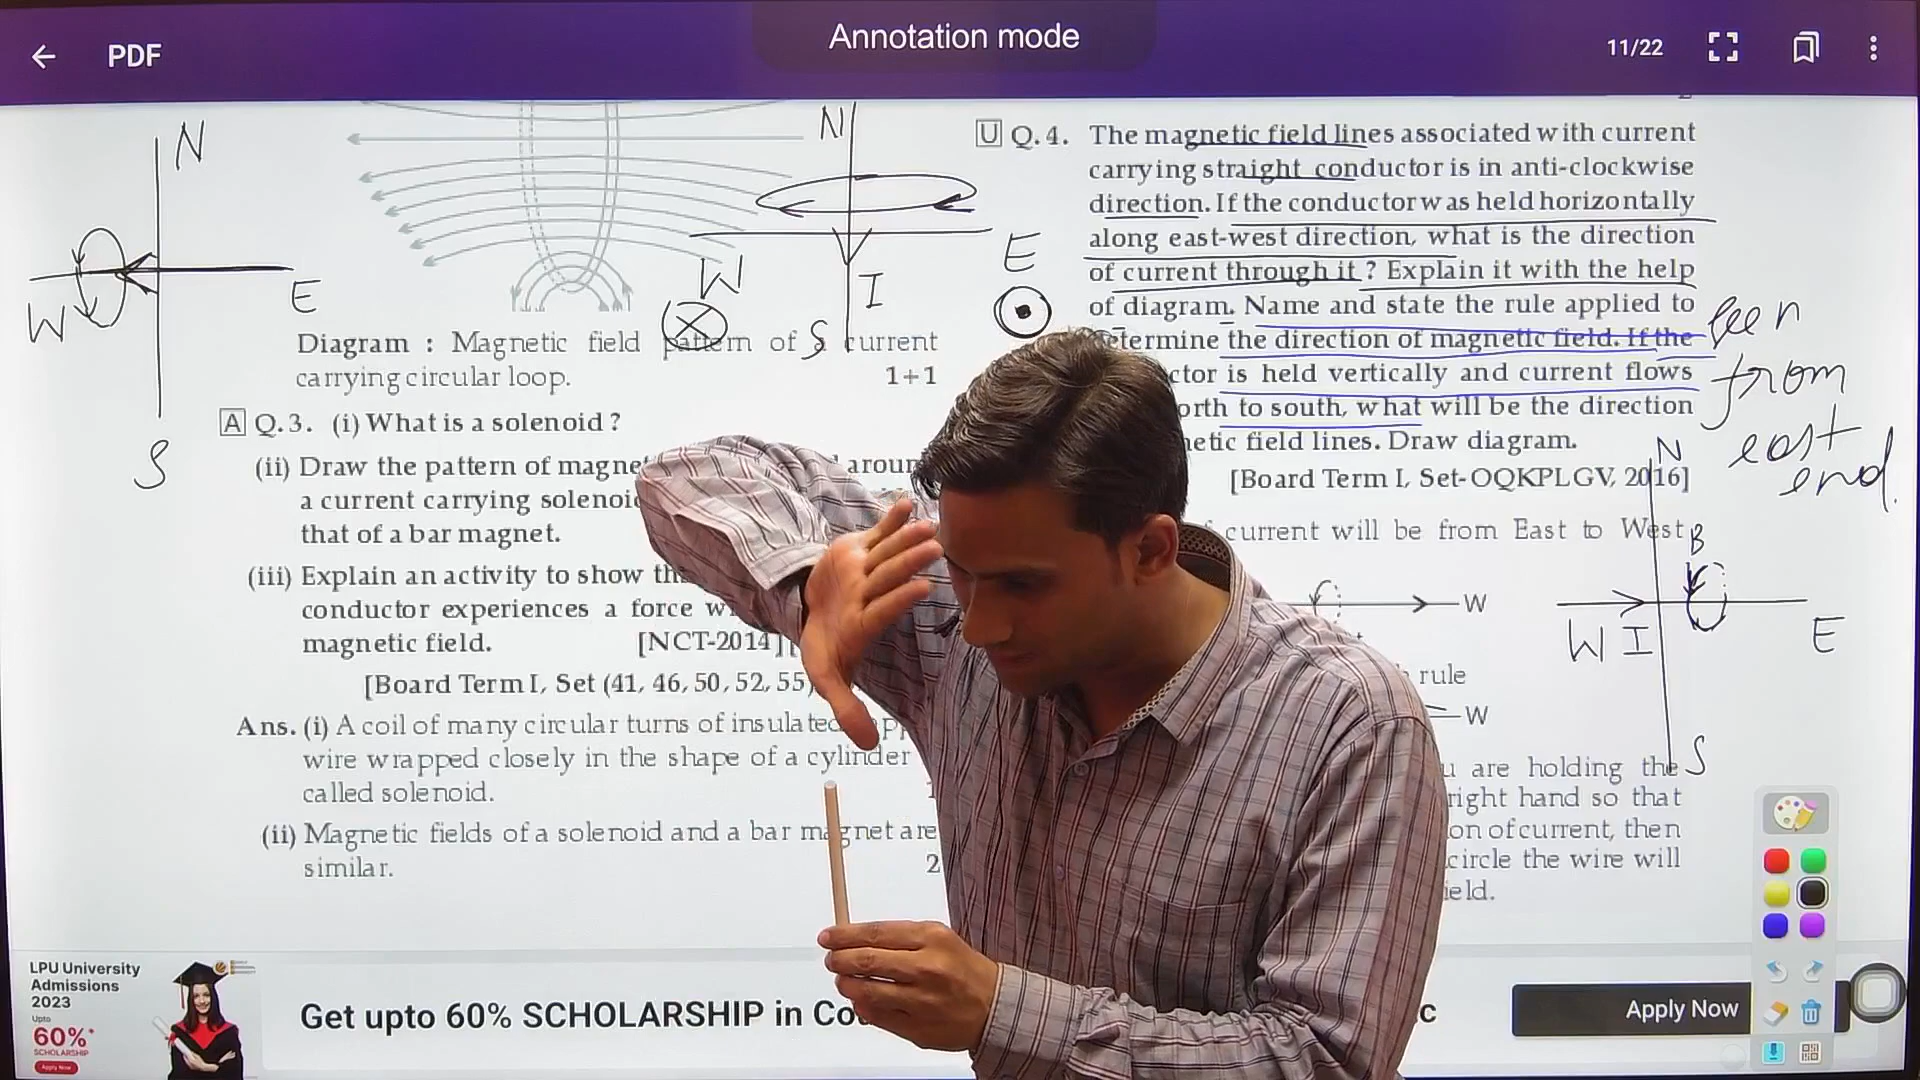 Annotation mode
PDF
11/22
N
W
E
S
N
W
E
I
S
Diagram : Magnetic field pattern of current
carrying circular loop. 1+1
A Q.3. (i) What is a solenoid ?
(ii) Draw the pattern of
a current carrying
that of a bar magnet.
(iii) Explain an activity to show
conductor experiences a force
magnetic field. [NCT-2014]
[Board Term I, Set (41, 46, 50, 52, 55)
Ans. (i) A coil of many circular turns of insulated
wire wrapped closely in the shape of a cylinder
called solenoid.
(ii) Magnetic fields of a solenoid and a bar magnet are
similar. 2
U Q.4. The magnetic field lines associated with current
carrying straight conductor is in anti-clockwise
direction. If the conductor was held horizontally
along east-west direction, what is the direction
of current through it ? Explain it with the help
of diagram. Name and state the rule applied to
determine the direction of magnetic field. If the
is held vertically and current flows
to south, what will be the direction
field lines. Draw diagram.
[Board Term I, Set-OQKPLGV, 2016]
current will be from East to West
W
rule
W
are holding the
right hand so that
of current, then
circle the wire will
seen
from
east
end.
N
B
W I
E
S
LPU University
Admissions
2023
Upto
60%*
SCHOLARSHIP
Apply Now
Get upto 60% SCHOLARSHIP in
Apply Now